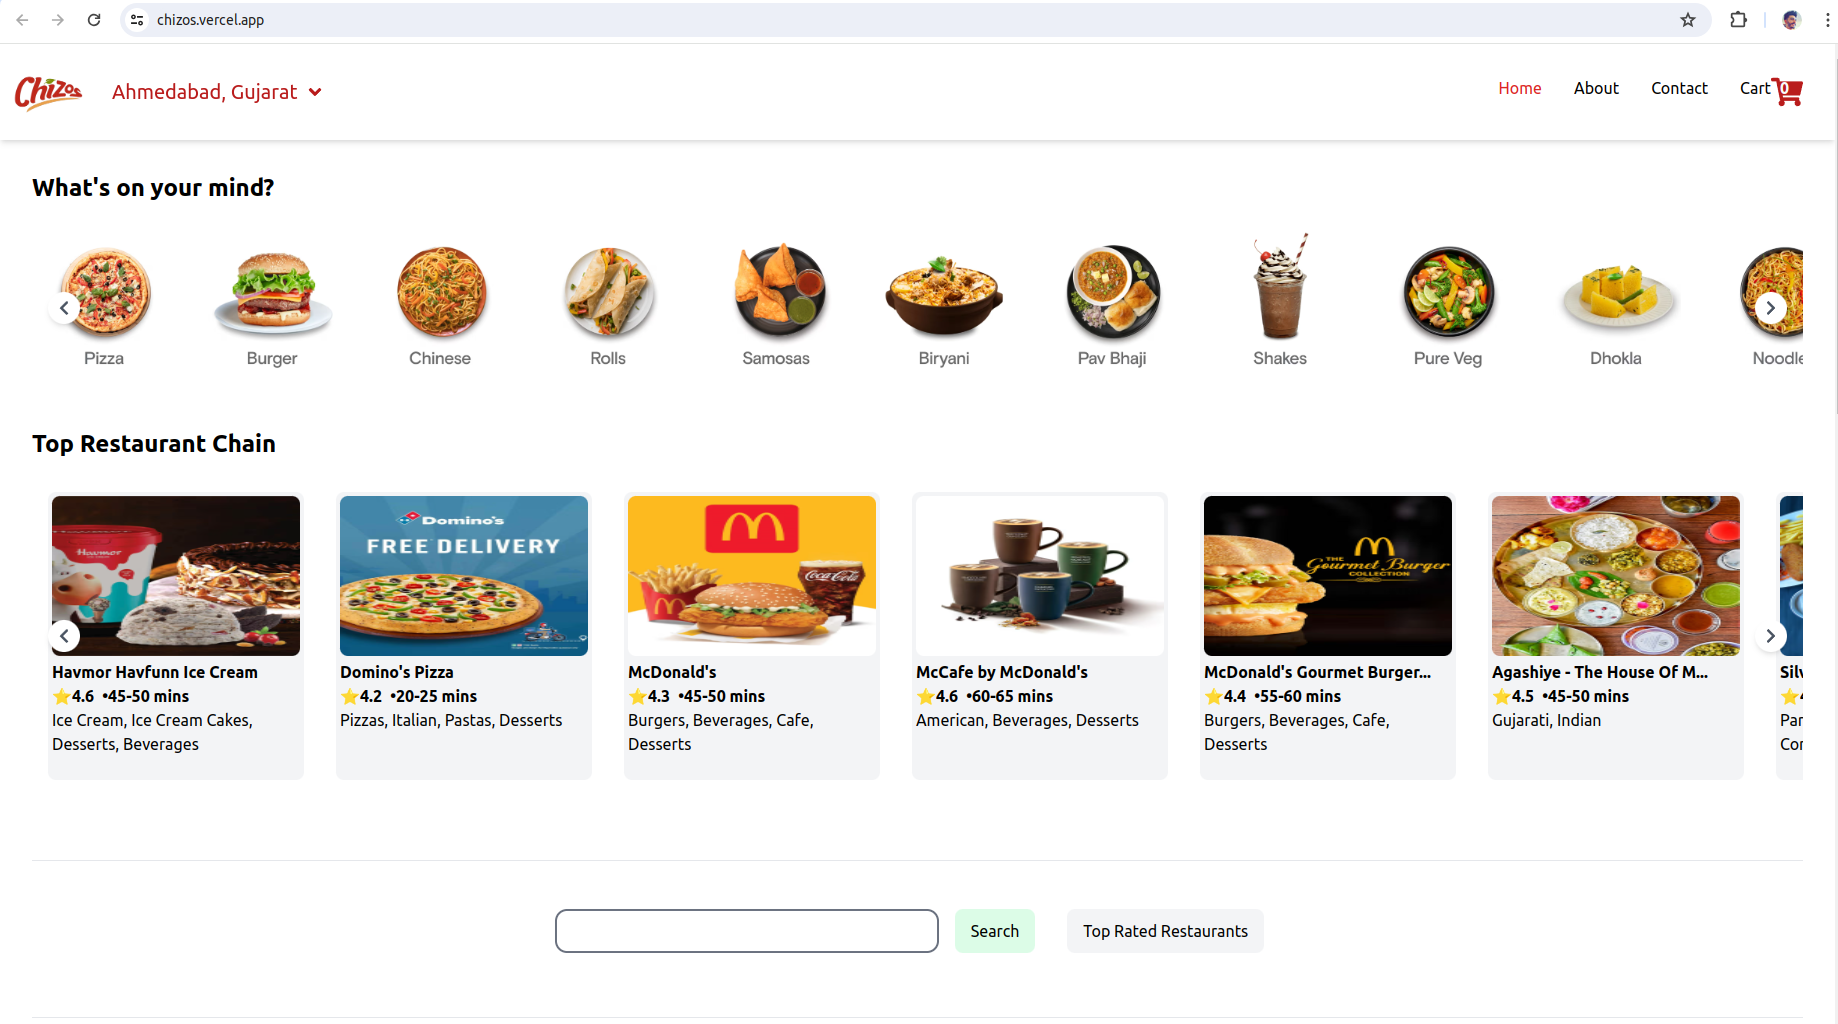 chizos.vercel.app
Chizos
Ahmedabad, Gujarat
Home
About
Contact
Cart
0
What's on your mind?
Pizza
Burger
Chinese
Rolls
Samosas
Biryani
Pav Bhaji
Shakes
Pure Veg
Dhokla
Noodle
Top Restaurant Chain
Havmor
Domino's
FREE DELIVERY
Coca-Cola
THE
Gourmet Burger
COLLECTION
Havmor Havfunn Ice Cream
⭐4.6 •45-50 mins
Ice Cream, Ice Cream Cakes,
Desserts, Beverages
Domino's Pizza
⭐4.2 •20-25 mins
Pizzas, Italian, Pastas, Desserts
McDonald's
⭐4.3 •45-50 mins
Burgers, Beverages, Cafe,
Desserts
McCafe by McDonald's
⭐4.6 •60-65 mins
American, Beverages, Desserts
McDonald's Gourmet Burger...
⭐4.4 •55-60 mins
Burgers, Beverages, Cafe,
Desserts
Agashiye - The House Of M...
⭐4.5 •45-50 mins
Gujarati, Indian
Search
Top Rated Restaurants